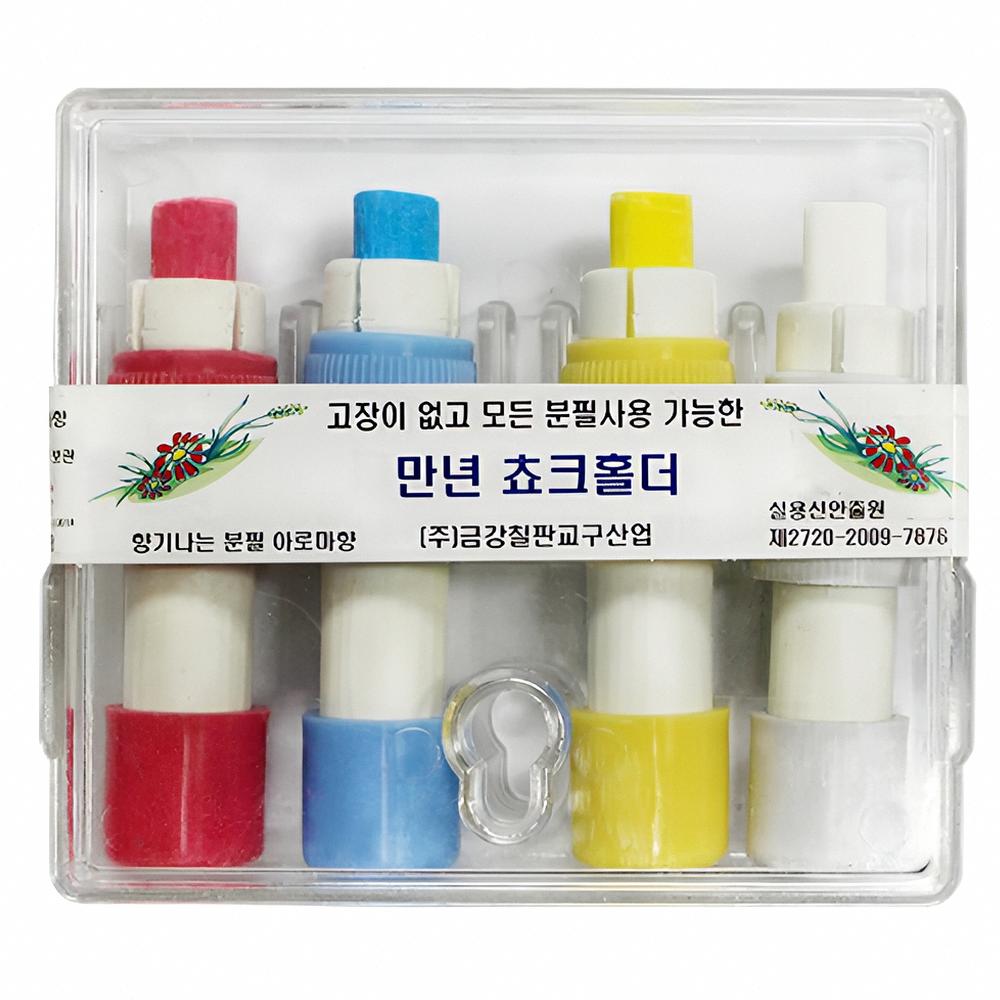 고장이 없고 모든 분필사용 가능한
만년 쵸크홀더
향기나는 분필 아로마향
(주)금강칠판교구산업
실용신안출원
제2720-2009-7876